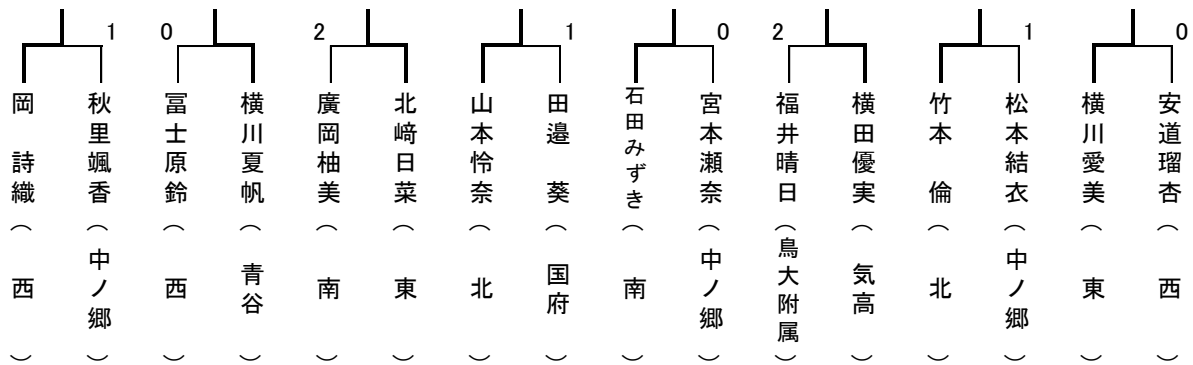 1 0 2 1 0 2 1 0
岡 詩織（西）
秋里颯香（中ノ郷）
冨士原鈴（西）
横川夏帆（青谷）
廣岡柚美（南）
北﨑日菜（東）
山本怜奈（北）
田邉 葵（国府）
石田みずき（南）
宮本瀬奈（中ノ郷）
福井晴日（鳥大附属）
横田優実（気高）
竹本 倫（北）
松本結衣（中ノ郷）
横川愛美（東）
安道瑠杏（西）